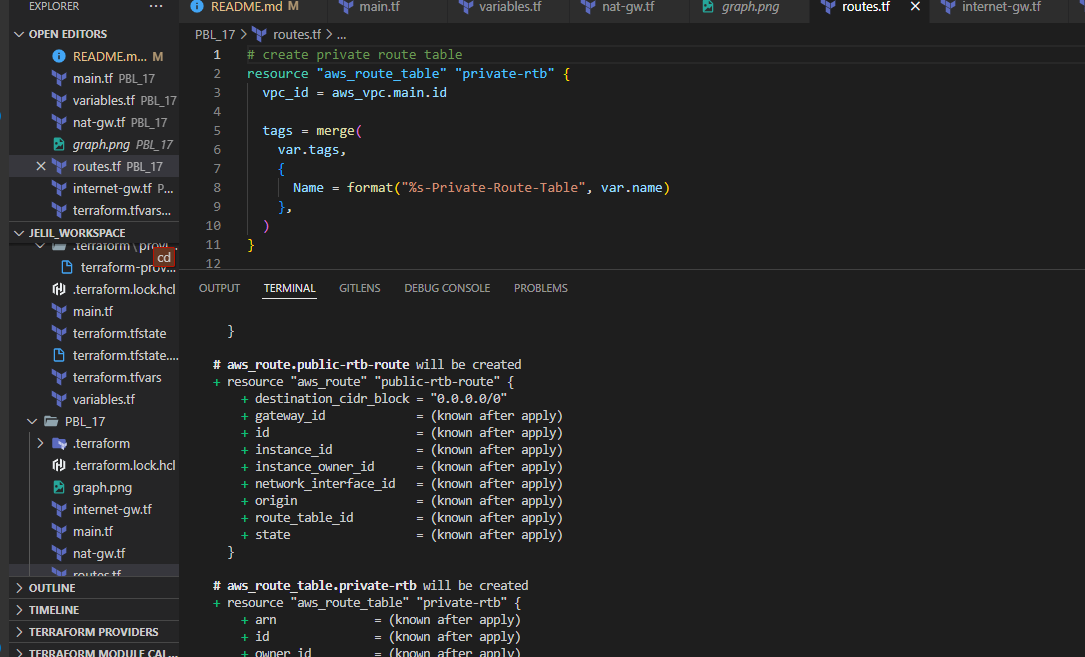 EXPLORER
···
README.md M
main.tf
variables.tf
nat-gw.tf
graph.png
routes.tf
internet-gw.tf
OPEN EDITORS
README.m... M
main.tf PBL_17
variables.tf PBL_17
nat-gw.tf PBL_17
graph.png PBL_17
routes.tf PBL_17
internet-gw.tf P...
terraform.tfvars...
JELIL_WORKSPACE
.terraform \ provi...
cd
terraform-prov...
.terraform.lock.hcl
main.tf
terraform.tfstate
terraform.tfstate....
terraform.tfvars
variables.tf
PBL_17
.terraform
.terraform.lock.hcl
graph.png
internet-gw.tf
main.tf
nat-gw.tf
routes.tf
OUTLINE
TIMELINE
TERRAFORM PROVIDERS
TERRAFORM MODULE CAL...
PBL_17 > routes.tf > ...
1 # create private route table
2 resource "aws_route_table" "private-rtb" {
3 vpc_id = aws_vpc.main.id
4
5 tags = merge(
6 var.tags,
7 {
8 Name = format("%s-Private-Route-Table", var.name)
9 },
10 )
11 }
12
OUTPUT TERMINAL GITLENS DEBUG CONSOLE PROBLEMS
}
# aws_route.public-rtb-route will be created
+ resource "aws_route" "public-rtb-route" {
+ destination_cidr_block = "0.0.0.0/0"
+ gateway_id = (known after apply)
+ id = (known after apply)
+ instance_id = (known after apply)
+ instance_owner_id = (known after apply)
+ network_interface_id = (known after apply)
+ origin = (known after apply)
+ route_table_id = (known after apply)
+ state = (known after apply)
}
# aws_route_table.private-rtb will be created
+ resource "aws_route_table" "private-rtb" {
+ arn = (known after apply)
+ id = (known after apply)
+ owner_id = (known after apply)